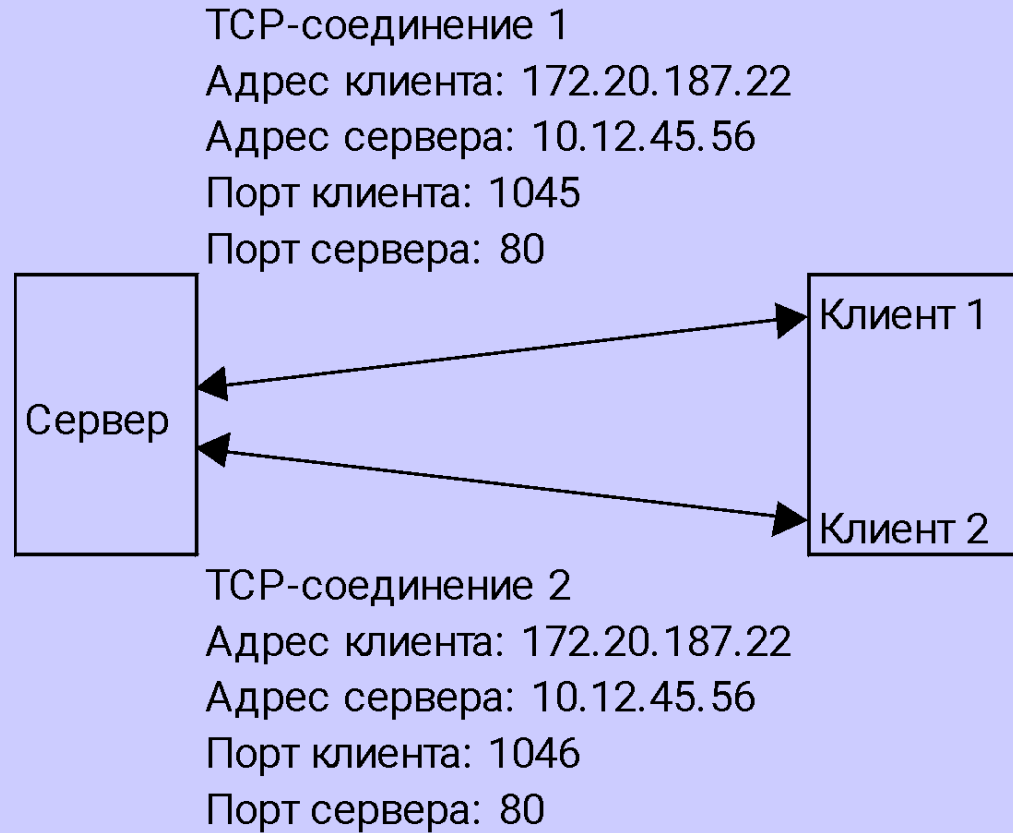 TCP-соединение 1
Адрес клиента: 172.20.187.22
Адрес сервера: 10.12.45.56
Порт клиента: 1045
Порт сервера: 80
Клиент 1
Сервер
Клиент 2
TCP-соединение 2
Адрес клиента: 172.20.187.22
Адрес сервера: 10.12.45.56
Порт клиента: 1046
Порт сервера: 80